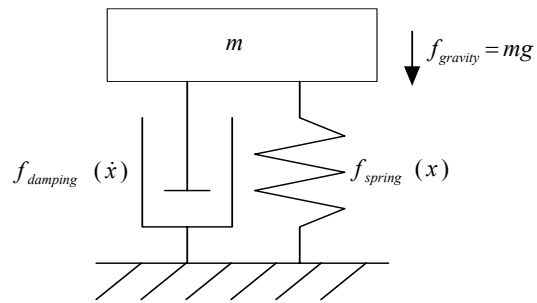 m
f_gravity = mg
f_damping (ẋ)
f_spring (x)